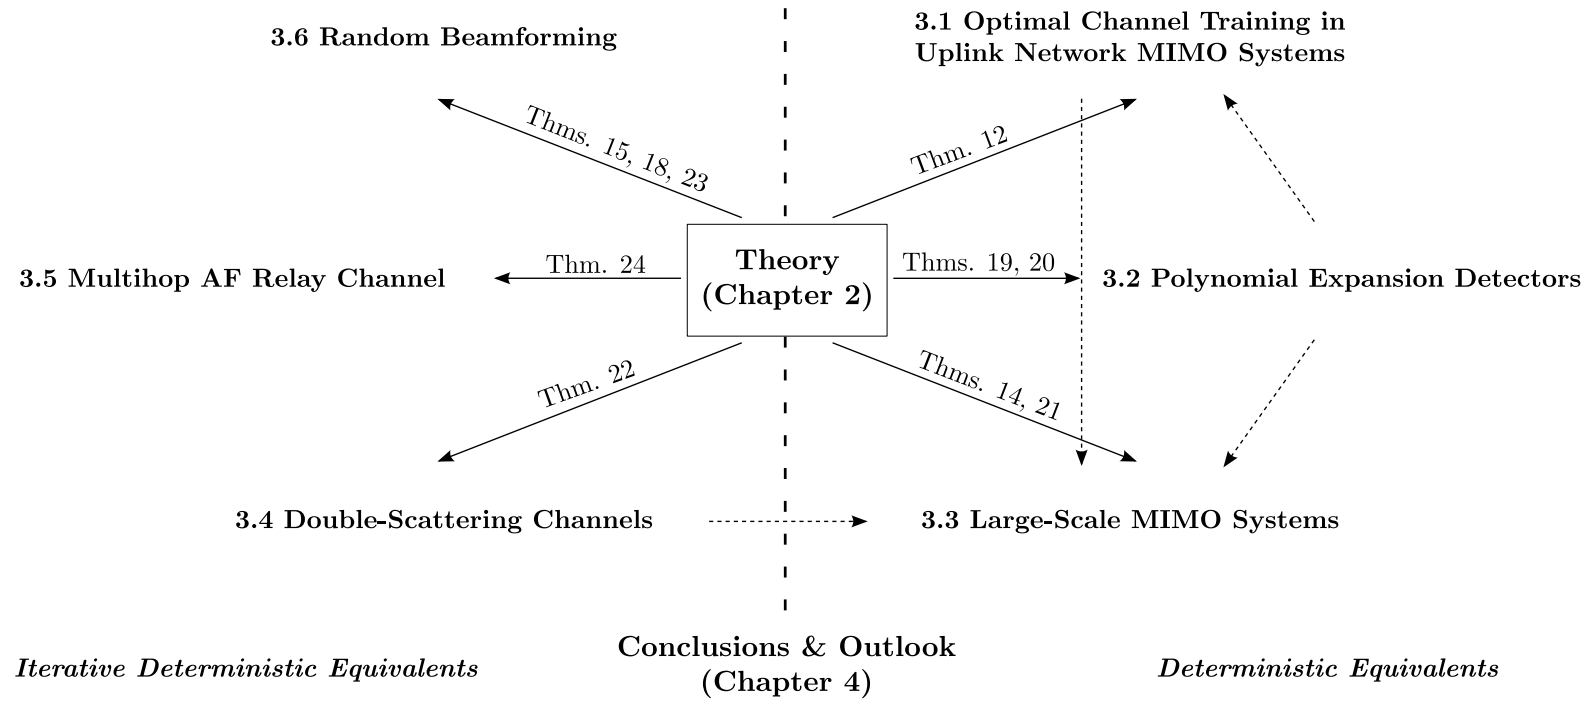 3.6 Random Beamforming
3.1 Optimal Channel Training in
Uplink Network MIMO Systems
Thms. 15, 18, 23
Thm. 12
3.5 Multihop AF Relay Channel
Thm. 24
Theory
(Chapter 2)
Thms. 19, 20
3.2 Polynomial Expansion Detectors
Thm. 22
Thms. 14, 21
3.4 Double-Scattering Channels
3.3 Large-Scale MIMO Systems
Iterative Deterministic Equivalents
Conclusions & Outlook
(Chapter 4)
Deterministic Equivalents